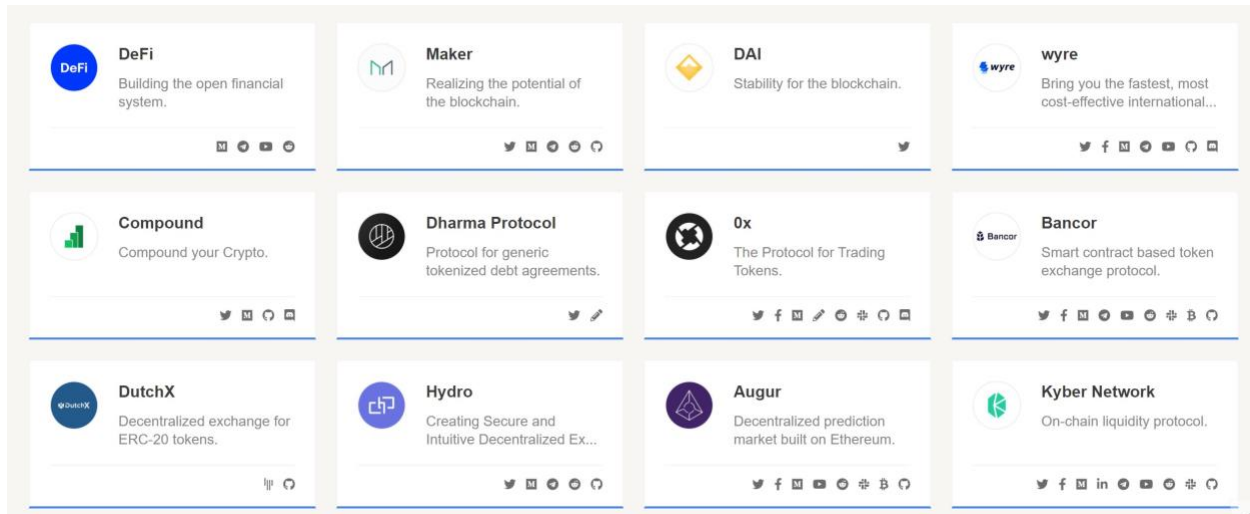 DeFi
DeFi
Building the open financial
system.
Maker
Realizing the potential of
the blockchain.
DAI
Stability for the blockchain.
wyre
wyre
Bring you the fastest, most
cost-effective international...
Compound
Compound your Crypto.
Dharma Protocol
Protocol for generic
tokenized debt agreements.
0x
The Protocol for Trading
Tokens.
Bancor
Bancor
Smart contract based token
exchange protocol.
DutchX
DutchX
Decentralized exchange for
ERC-20 tokens.
Hydro
Creating Secure and
Intuitive Decentralized Ex...
Augur
Decentralized prediction
market built on Ethereum.
Kyber Network
On-chain liquidity protocol.